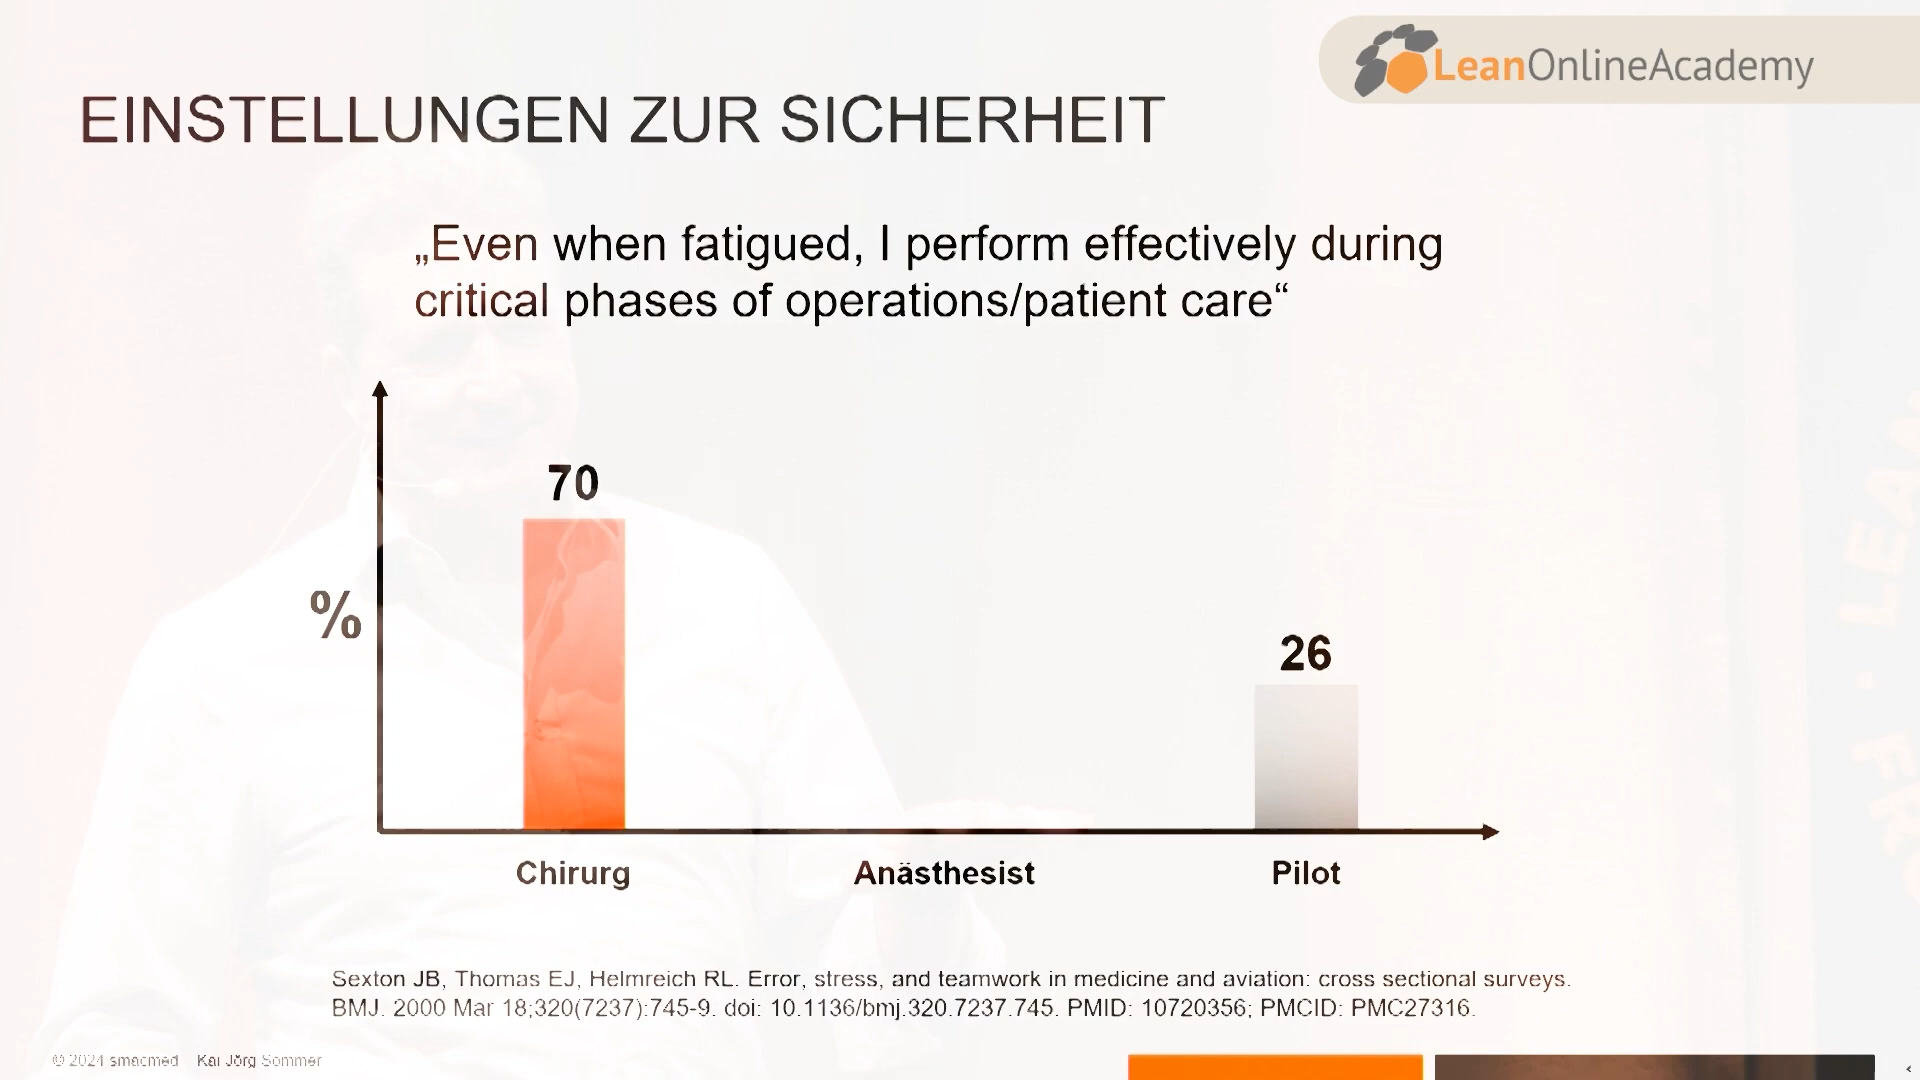 LeanOnlineAcademy
EINSTELLUNGEN ZUR SICHERHEIT
„Even when fatigued, I perform effectively during
critical phases of operations/patient care“
70
%
26
Chirurg
Anästhesist
Pilot
Sexton JB, Thomas EJ, Helmreich RL. Error, stress, and teamwork in medicine and aviation: cross sectional surveys.
BMJ. 2000 Mar 18;320(7237):745-9. doi: 10.1136/bmj.320.7237.745. PMID: 10720356; PMCID: PMC27316.
© 2024 smacmed Kai Jörg Sommer
LEAN